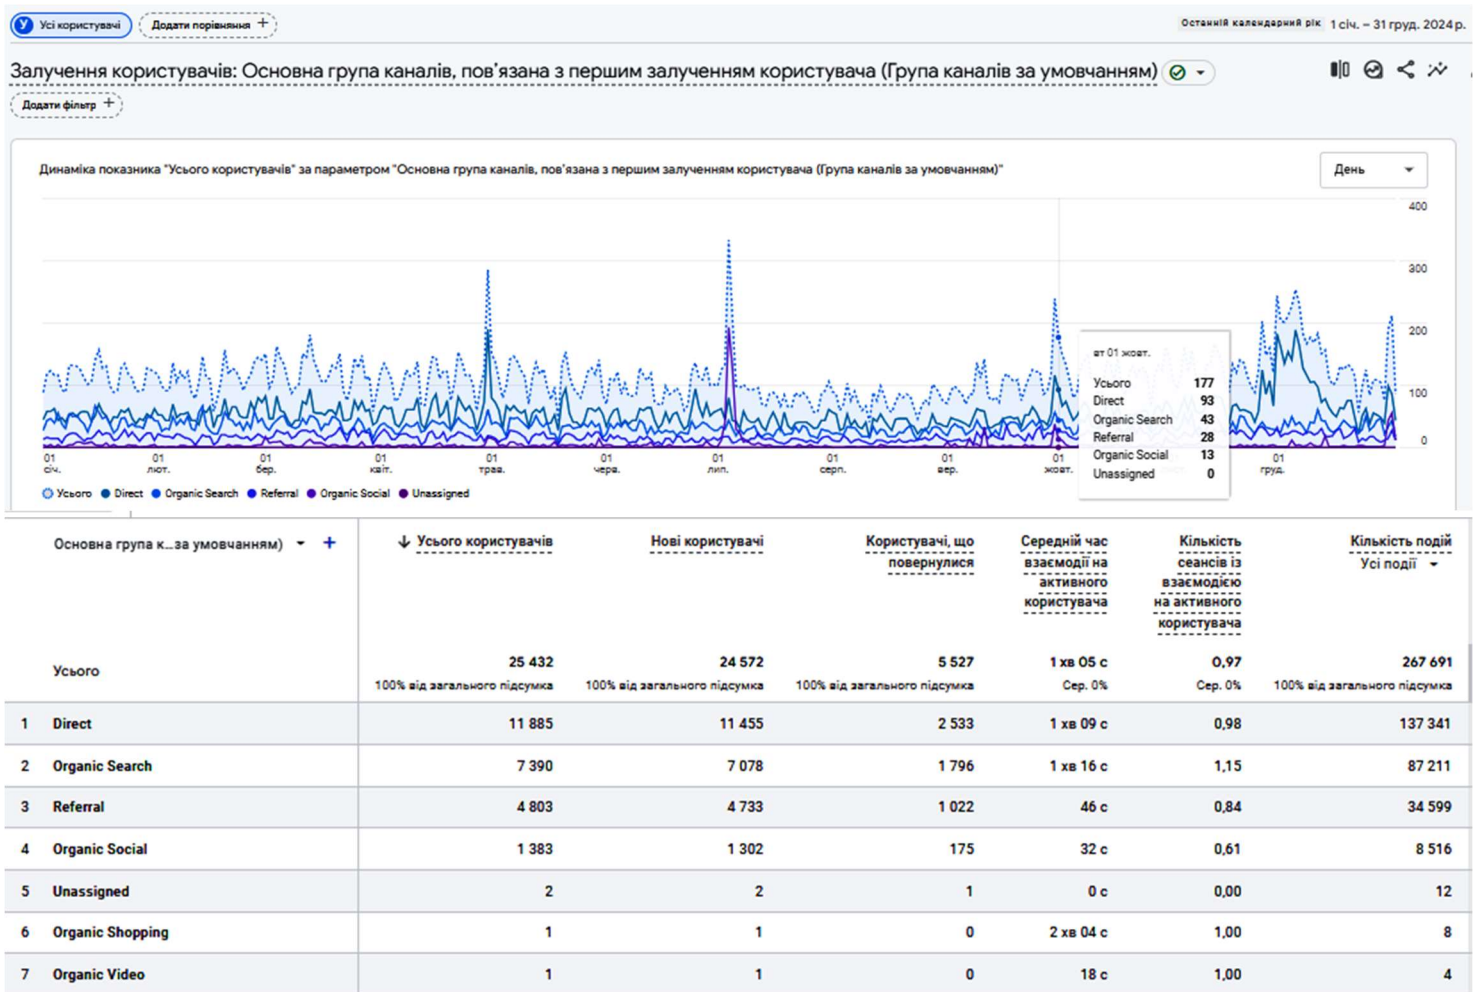 У Усі користувачі Додати порівняння + Останній календарний рік 1 січ. – 31 груд. 2024 р.
Залучення користувачів: Основна група каналів, пов'язана з першим залученням користувача (Група каналів за умовчанням)
Додати фільтр +
Динаміка показника "Усього користувачів" за параметром "Основна група каналів, пов'язана з першим залученням користувача (Група каналів за умовчанням)"
День
400
300
200
100
0
вт 01 жовт.
Усього 177
Direct 93
Organic Search 43
Referral 28
Organic Social 13
Unassigned 0
01 01 01 01 01 01 01 01 01 01 01
січ. лют. бер. квіт. трав. черв. лип. серп. вер. жовт. груд.
Усього Direct Organic Search Referral Organic Social Unassigned
Основна група к...за умовчанням) + ↓ Усього користувачів Нові користувачі Користувачі, що Середній час Кількість Кількість подій
повернулися взаємодії на сеансів із Усі події
активного взаємодією
користувача на активного
користувача
Усього 25 432 24 572 5 527 1 хв 05 с 0,97 267 691
100% від загального підсумка 100% від загального підсумка 100% від загального підсумка Сер. 0% Сер. 0% 100% від загального підсумка
1 Direct 11 885 11 455 2 533 1 хв 09 с 0,98 137 341
2 Organic Search 7 390 7 078 1 796 1 хв 16 с 1,15 87 211
3 Referral 4 803 4 733 1 022 46 с 0,84 34 599
4 Organic Social 1 383 1 302 175 32 с 0,61 8 516
5 Unassigned 2 2 1 0 с 0,00 12
6 Organic Shopping 1 1 0 2 хв 04 с 1,00 8
7 Organic Video 1 1 0 18 с 1,00 4